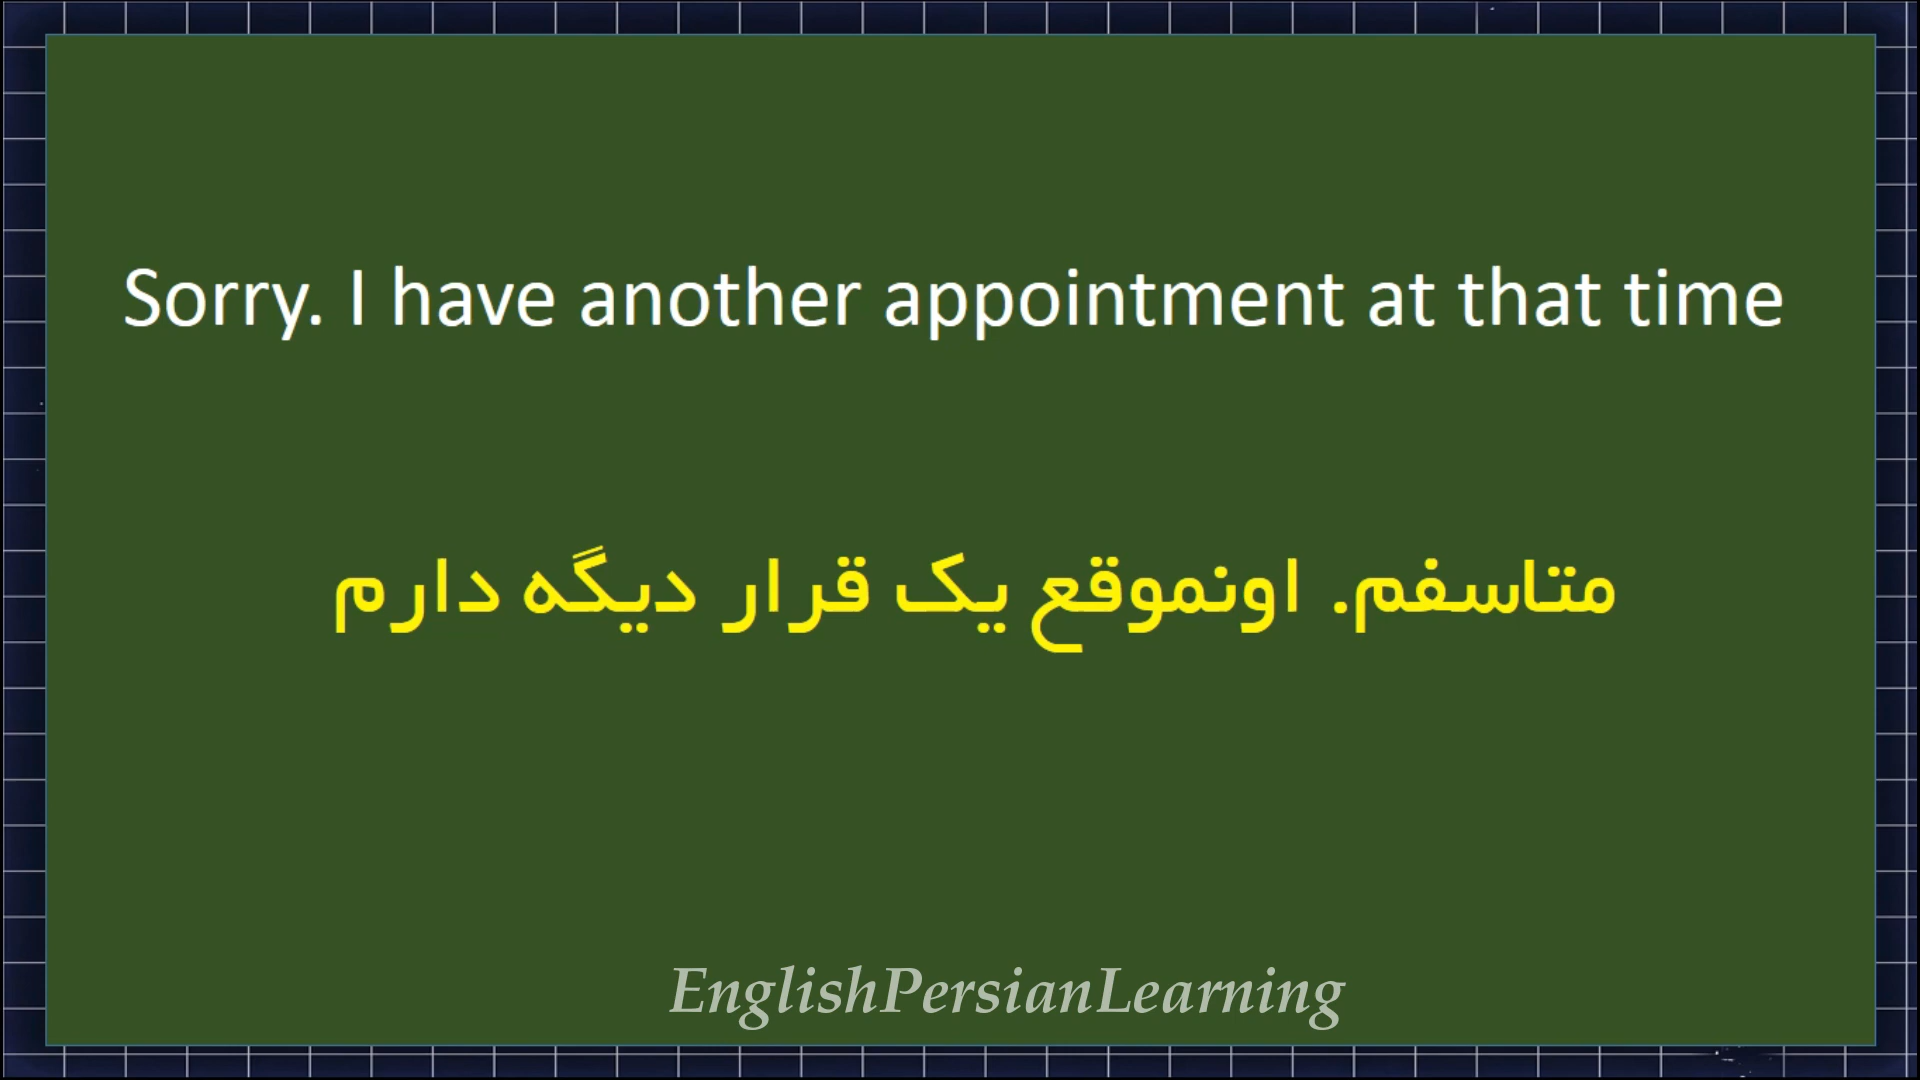 Sorry. I have another appointment at that time
متاسفم. اونموقع یک قرار دیگه دارم
EnglishPersianLearning